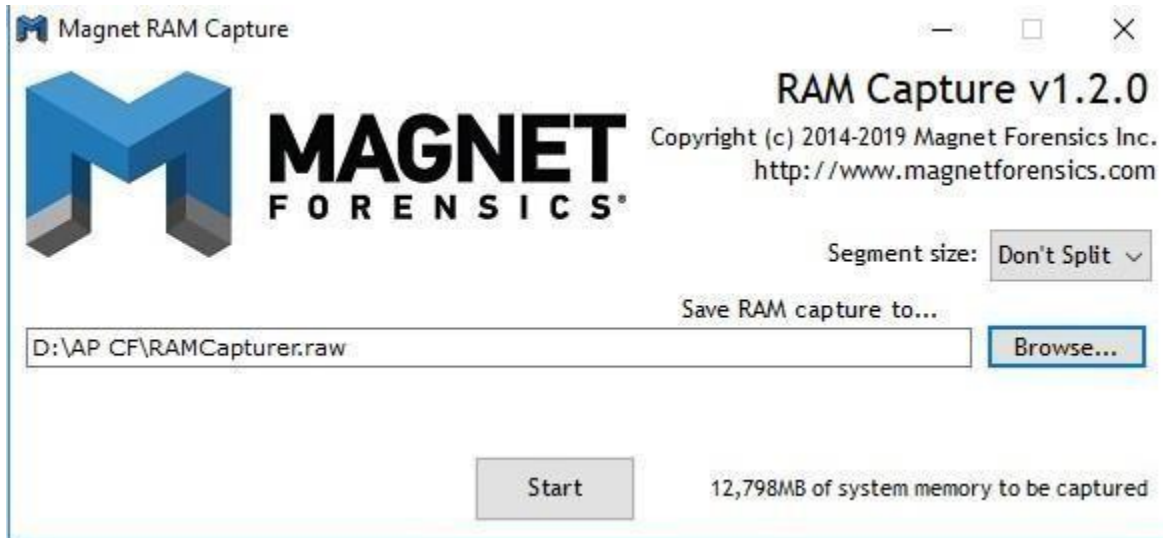 Magnet RAM Capture
RAM Capture v1.2.0
MAGNET
FORENSICS®
Copyright (c) 2014-2019 Magnet Forensics Inc.
http://www.magnetforensics.com
Segment size: Don't Split
Save RAM capture to...
D:\AP CF\RAMCapturer.raw Browse...
Start 12,798MB of system memory to be captured